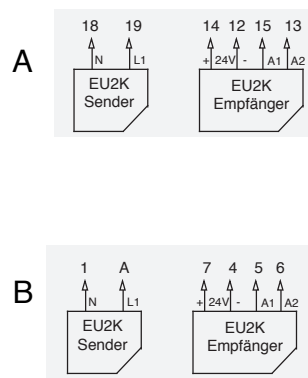 18 19 14 12 15 13
A
N L1 + 24V - A1 A2
EU2K
Sender
EU2K
Empfänger
1 A 7 4 5 6
B
N L1 + 24V - A1 A2
EU2K
Sender
EU2K
Empfänger